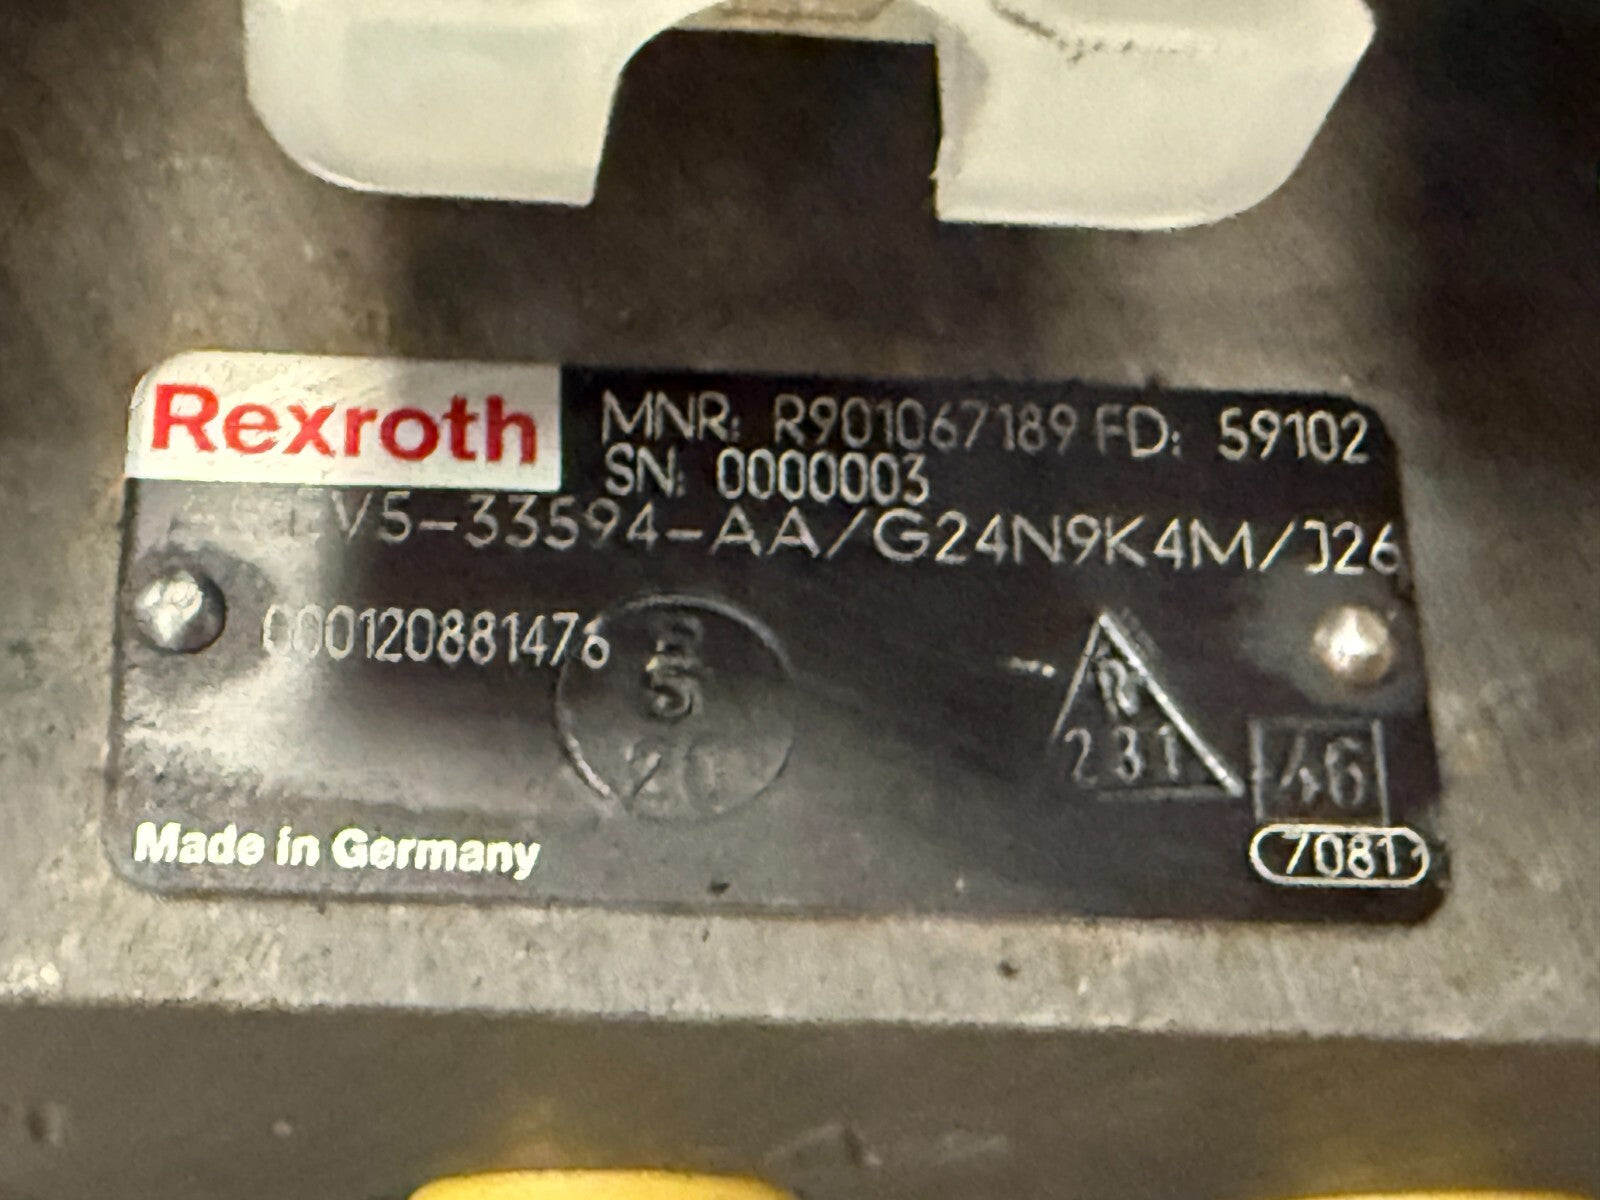 Rexroth
MNR: R901067189 FD: 59102
SN: 0000003
V5-33594-AA/G24N9K4M/J26
000120881476
R
231
46
Made in Germany
7081